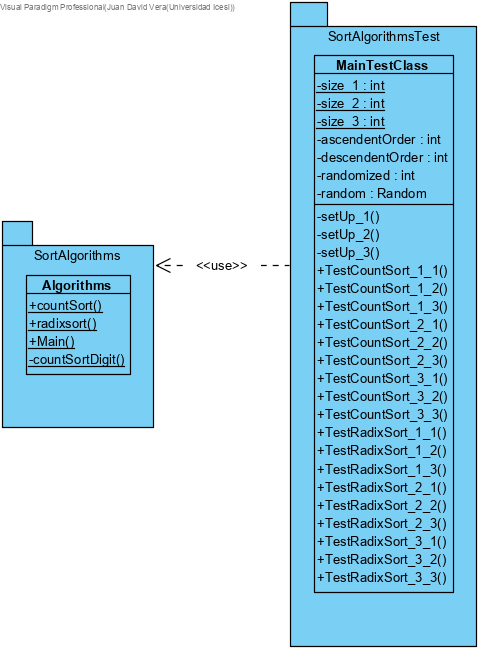 Visual Paradigm Professional(Juan David Vera(Universidad Icesi))
SortAlgorithmsTest
MainTestClass
-size_1 : int
-size_2 : int
-size_3 : int
-ascendentOrder : int
-descendentOrder : int
-randomized : int
-random : Random
-setUp_1()
-setUp_2()
-setUp_3()
+TestCountSort_1_1()
+TestCountSort_1_2()
+TestCountSort_1_3()
+TestCountSort_2_1()
+TestCountSort_2_2()
+TestCountSort_2_3()
+TestCountSort_3_1()
+TestCountSort_3_2()
+TestCountSort_3_3()
+TestRadixSort_1_1()
+TestRadixSort_1_2()
+TestRadixSort_1_3()
+TestRadixSort_2_1()
+TestRadixSort_2_2()
+TestRadixSort_2_3()
+TestRadixSort_3_1()
+TestRadixSort_3_2()
+TestRadixSort_3_3()
<<use>>
SortAlgorithms
Algorithms
+countSort()
+radixsort()
+Main()
-countSortDigit()